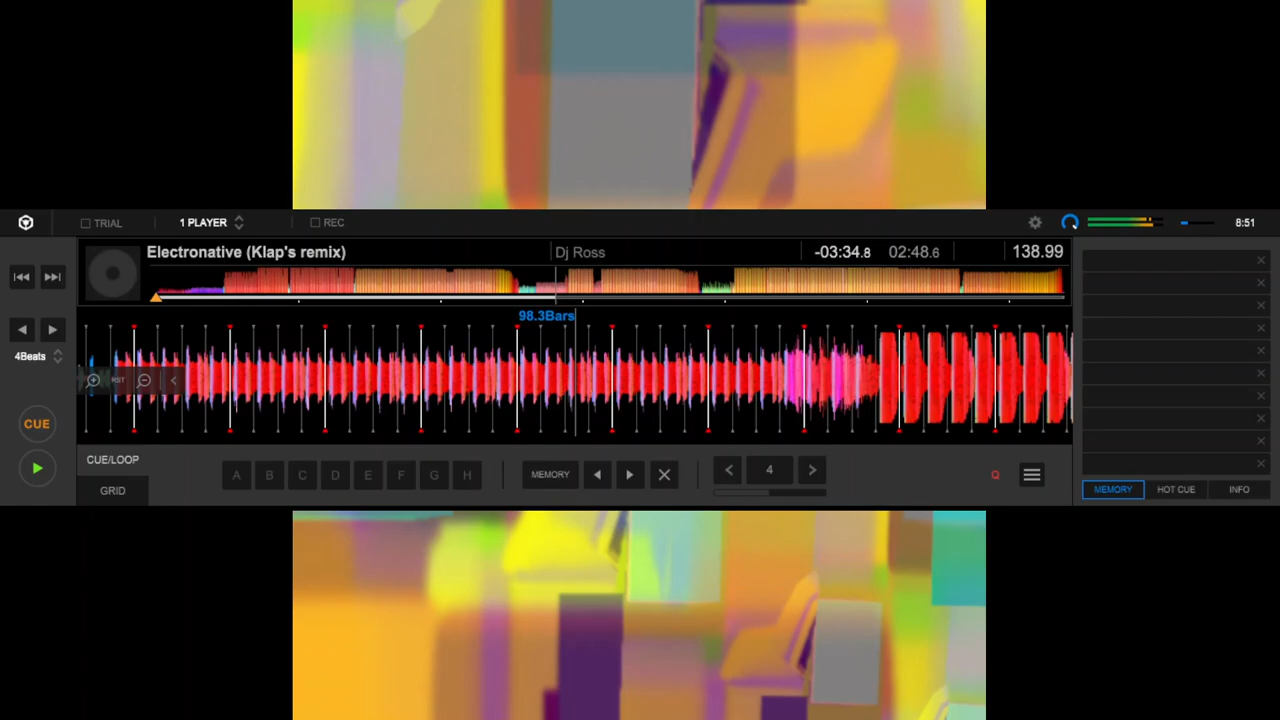 TRIAL
1 PLAYER
REC
8:51
Electronative (Klap's remix)
Dj Ross
-03:34.8
02:48.6
138.99
98.3Bars
4Beats
RST
CUE
CUE/LOOP
GRID
A B C D E F G H
MEMORY
4
Q
MEMORY
HOT CUE
INFO